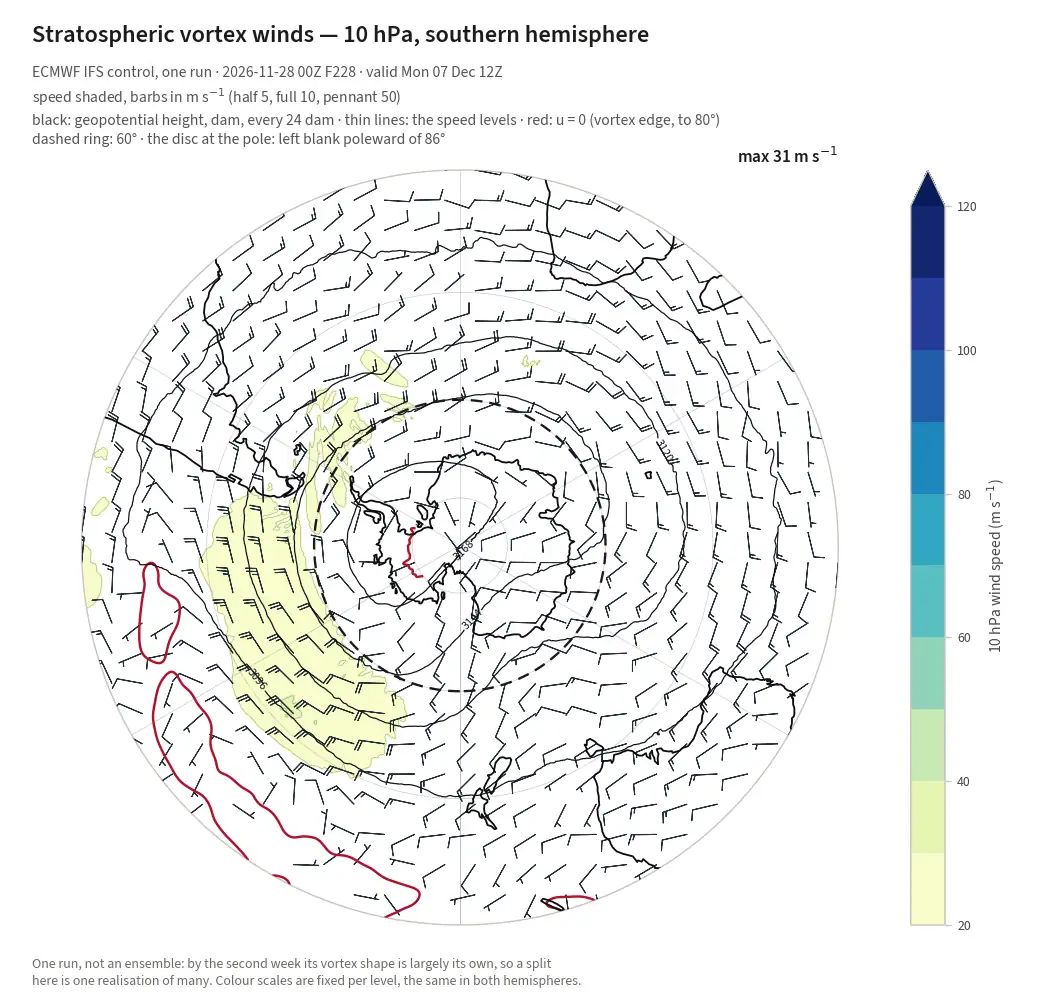 Stratospheric vortex winds — 10 hPa, southern hemisphere
ECMWF IFS control, one run · 2026-11-28 00Z F228 · valid Mon 07 Dec 12Z
speed shaded, barbs in m s⁻¹ (half 5, full 10, pennant 50)
black: geopotential height, dam, every 24 dam · thin lines: the speed levels · red: u = 0 (vortex edge, to 80°)
dashed ring: 60° · the disc at the pole: left blank poleward of 86°
max 31 m s⁻¹
120
100
80
60
40
20
10 hPa wind speed (m s⁻¹)
3120
3168
3096
One run, not an ensemble: by the second week its vortex shape is largely its own, so a split
here is one realisation of many. Colour scales are fixed per level, the same in both hemispheres.